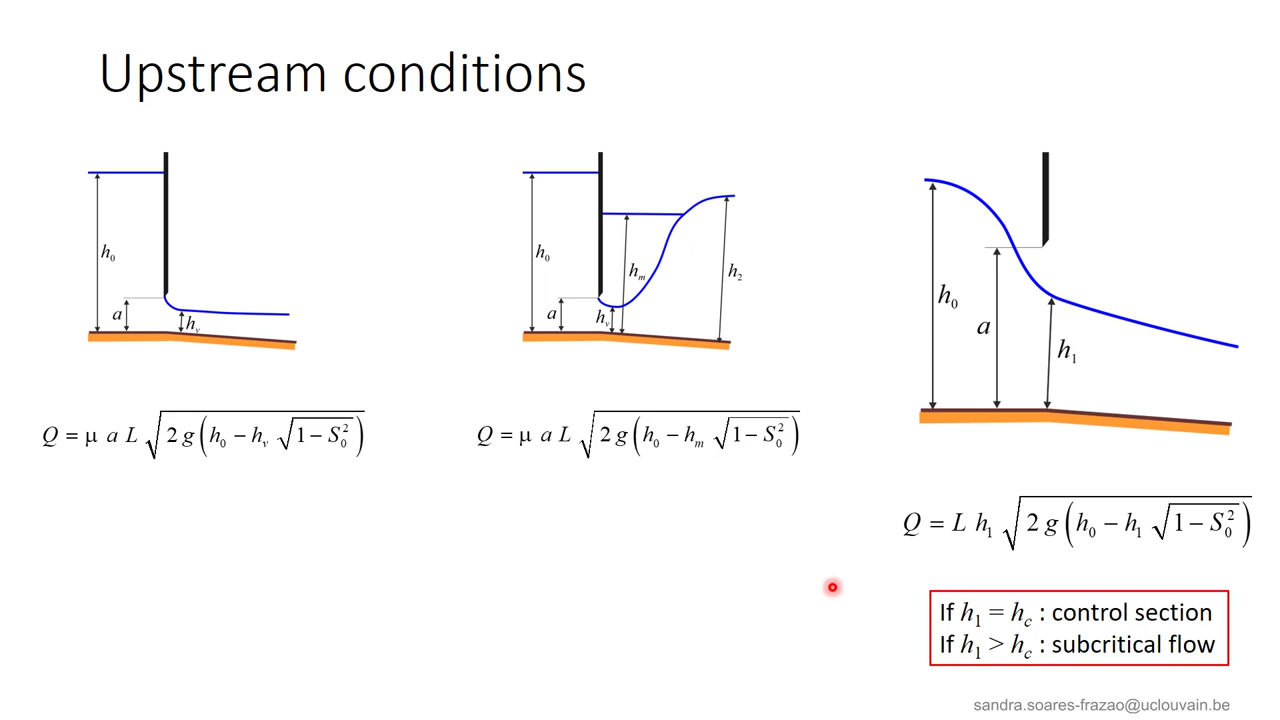 Upstream conditions
h₀
a
hᵥ
h₀
a
hᵥ
hₘ
h₂
h₀
a
h₁
Q = μ a L √(2 g (h₀ − hᵥ √(1 − S₀²)))
Q = μ a L √(2 g (h₀ − hₘ √(1 − S₀²)))
Q = L h₁ √(2 g (h₀ − h₁ √(1 − S₀²)))
If h₁ = h_c : control section
If h₁ > h_c : subcritical flow
sandra.soares-frazao@uclouvain.be